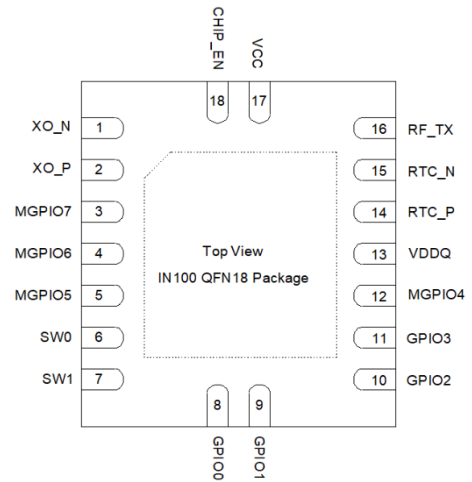 CHIP_EN
VCC
18
17
XO_N
1
XO_P
2
MGPIO7
3
MGPIO6
4
MGPIO5
5
SW0
6
SW1
7
Top View
IN100 QFN18 Package
16
RF_TX
15
RTC_N
14
RTC_P
13
VDDQ
12
MGPIO4
11
GPIO3
10
GPIO2
8
9
GPIO0
GPIO1